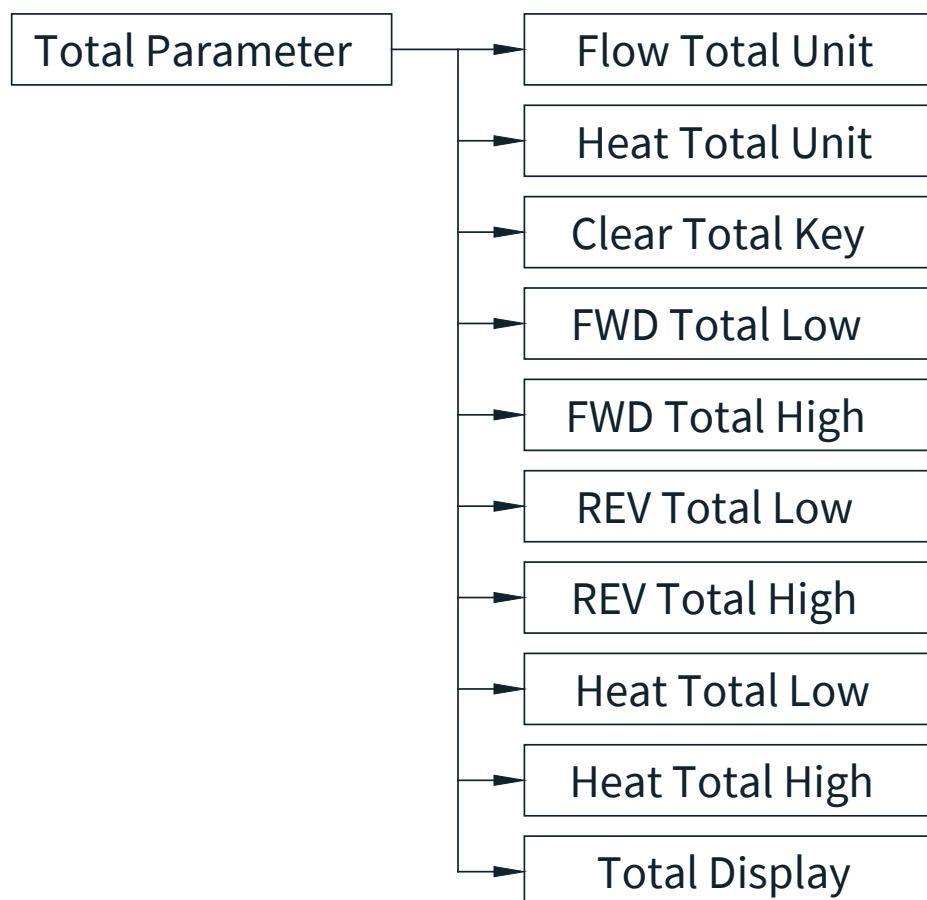 Total Parameter
Flow Total Unit
Heat Total Unit
Clear Total Key
FWD Total Low
FWD Total High
REV Total Low
REV Total High
Heat Total Low
Heat Total High
Total Display